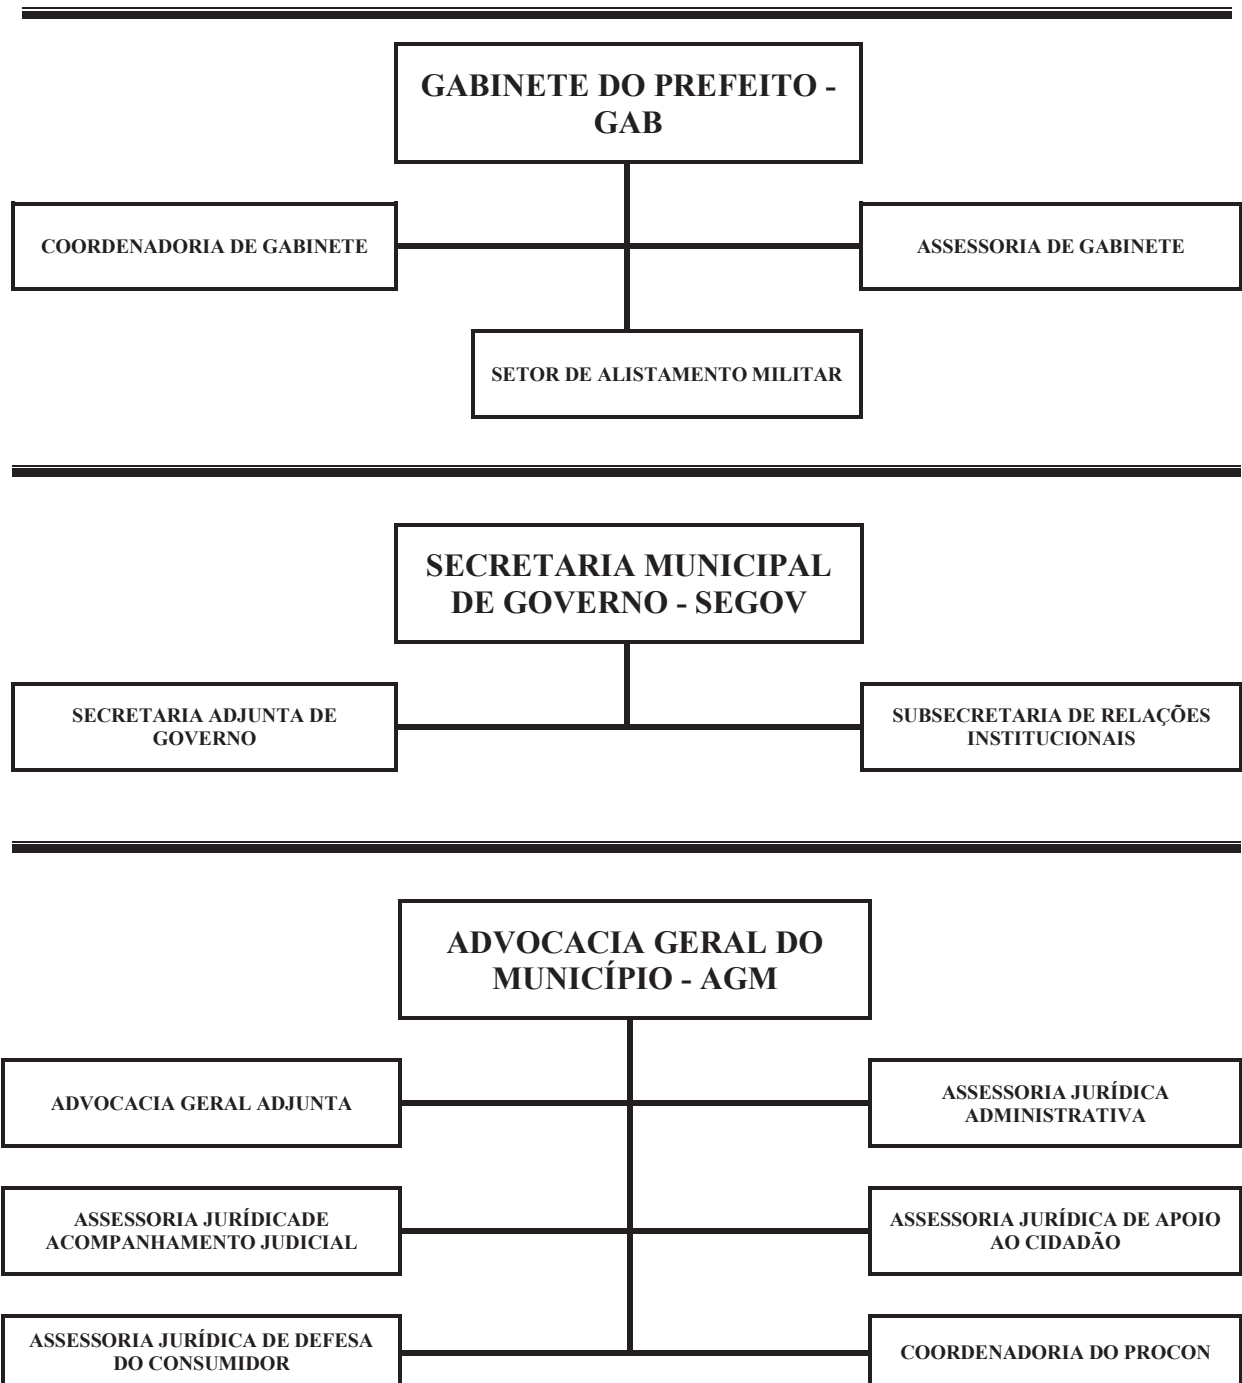 GABINETE DO PREFEITO -
GAB
COORDENADORIA DE GABINETE
ASSESSORIA DE GABINETE
SETOR DE ALISTAMENTO MILITAR
SECRETARIA MUNICIPAL
DE GOVERNO - SEGOV
SECRETARIA ADJUNTA DE
GOVERNO
SUBSECRETARIA DE RELAÇÕES
INSTITUCIONAIS
ADVOCACIA GERAL DO
MUNICÍPIO - AGM
ADVOCACIA GERAL ADJUNTA
ASSESSORIA JURÍDICA
ADMINISTRATIVA
ASSESSORIA JURÍDICADE
ACOMPANHAMENTO JUDICIAL
ASSESSORIA JURÍDICA DE APOIO
AO CIDADÃO
ASSESSORIA JURÍDICA DE DEFESA
DO CONSUMIDOR
COORDENADORIA DO PROCON